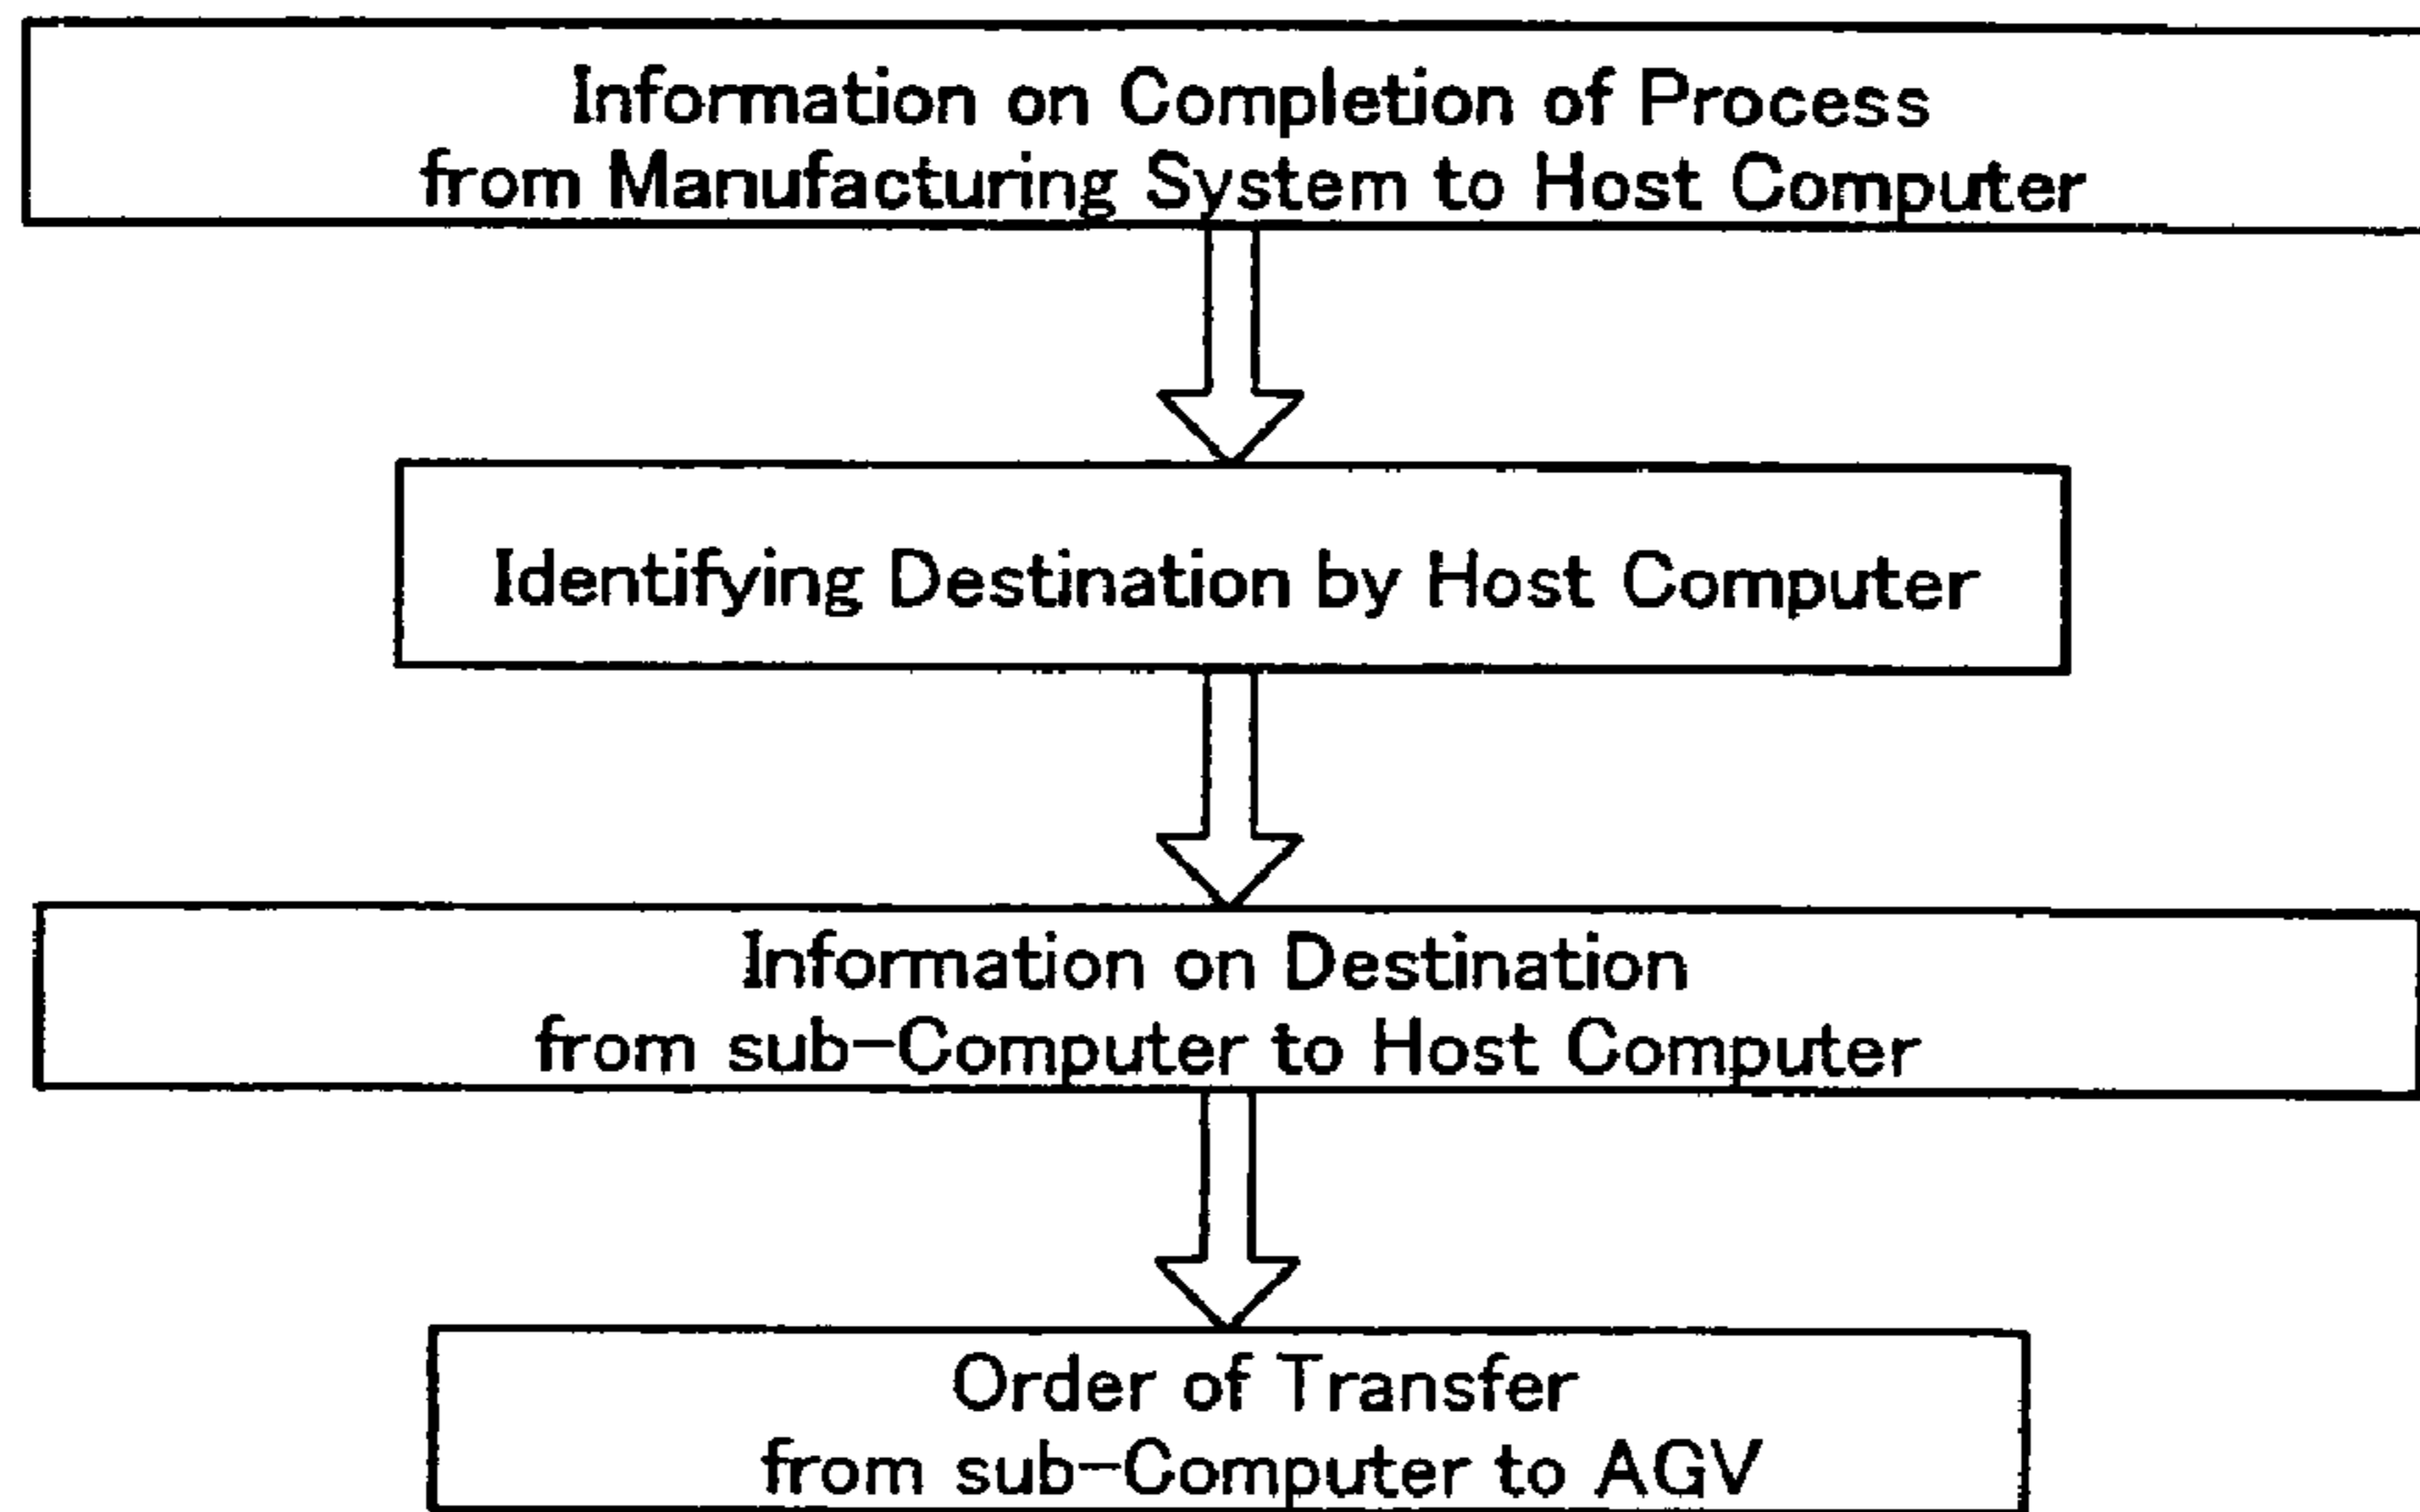 Information on Completion of Process
from Manufacturing System to Host Computer
Identifying Destination by Host Computer
Information on Destination
from sub-Computer to Host Computer
Order of Transfer
from sub-Computer to AGV